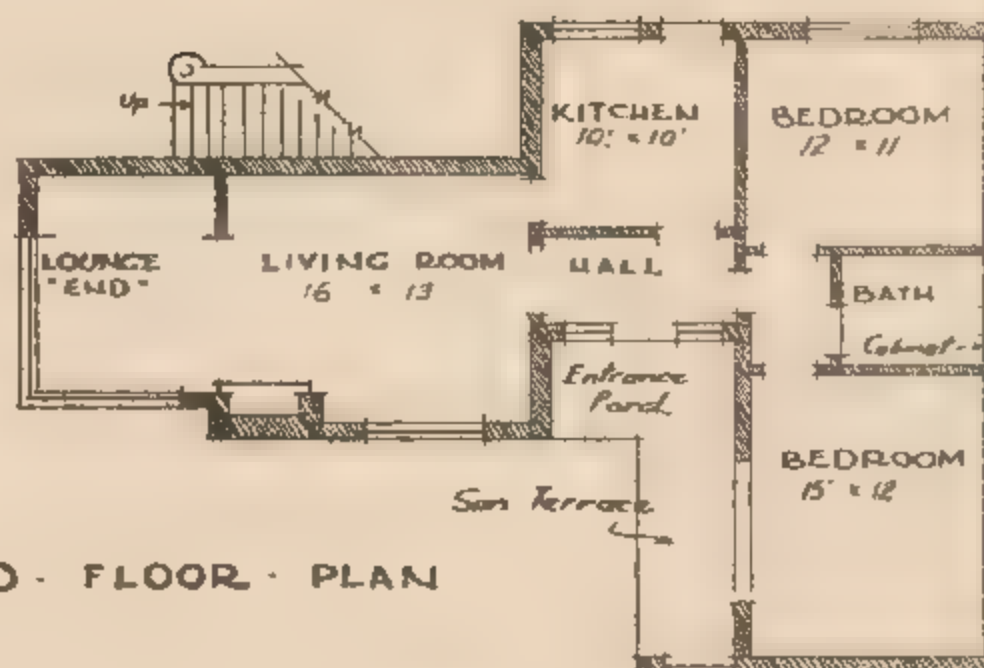 Up
KITCHEN
10' x 10'
BEDROOM
12 x 11
LOUNGE
"END"
LIVING ROOM
16 x 13
HALL
BATH
Cabinet
Entrance
BEDROOM
15' x 12
Sun Terrace
FLOOR · PLAN